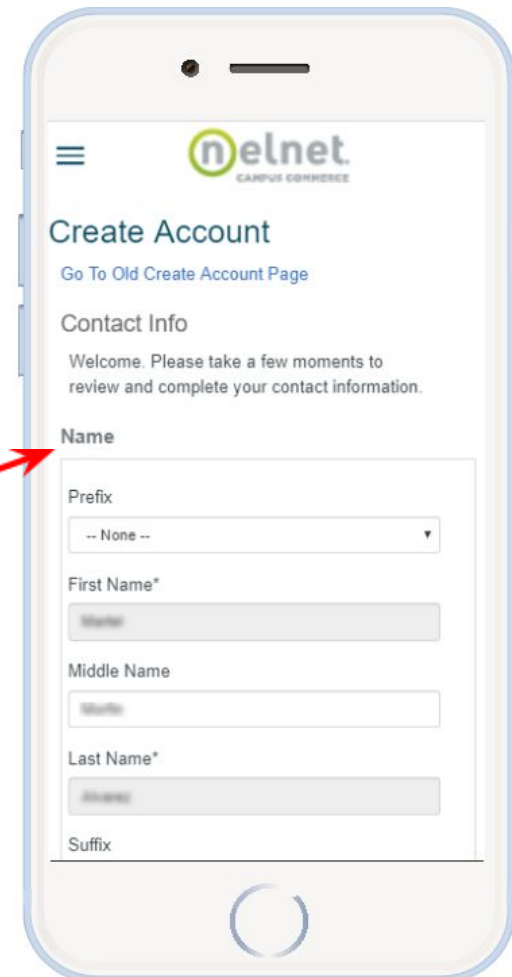 nelnet
CAMPUS COMMERCE
Create Account
Go To Old Create Account Page
Contact Info
Welcome. Please take a few moments to
review and complete your contact information.
Name
Prefix
-- None --
First Name*
Middle Name
Last Name*
Suffix